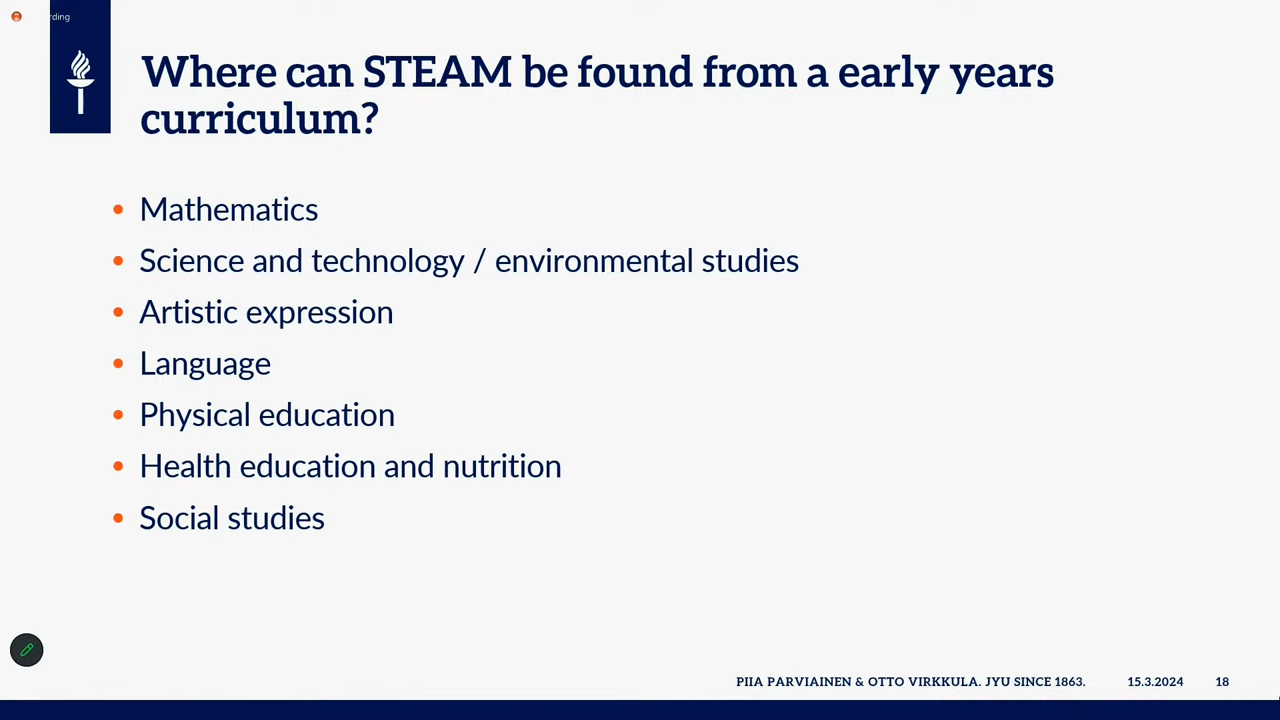 Where can STEAM be found from a early years
curriculum?
Mathematics
Science and technology / environmental studies
Artistic expression
Language
Physical education
Health education and nutrition
Social studies
PIIA PARVIAINEN & OTTO VIRKKULA. JYU SINCE 1863. 15.3.2024 18